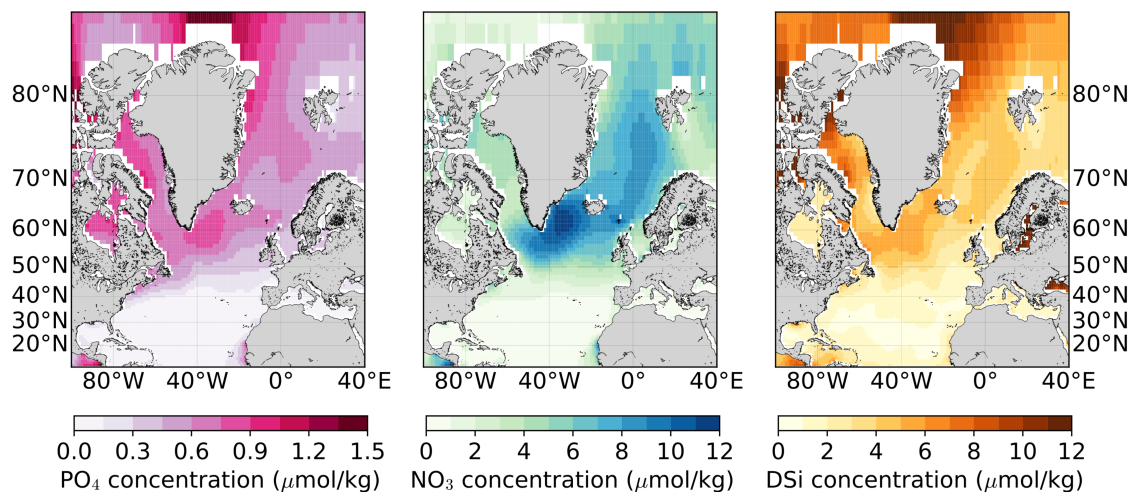 80°N
70°N
60°N
50°N
40°N
30°N
20°N
80°W 40°W 0° 40°E
80°W 40°W 0° 40°E
80°W 40°W 0° 40°E
80°N
70°N
60°N
50°N
40°N
30°N
20°N
0.0 0.3 0.6 0.9 1.2 1.5
PO₄ concentration (μmol/kg)
0 2 4 6 8 10 12
NO₃ concentration (μmol/kg)
0 2 4 6 8 10 12
DSi concentration (μmol/kg)